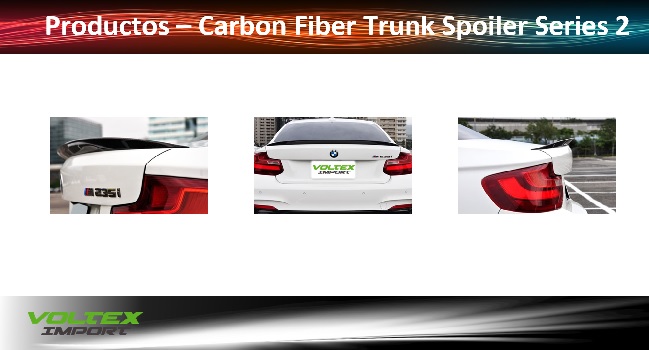 Productos – Carbon Fiber Trunk Spoiler Series 2
M235i
VOLTEX
IMPORT
VOLTEX
IMPORT